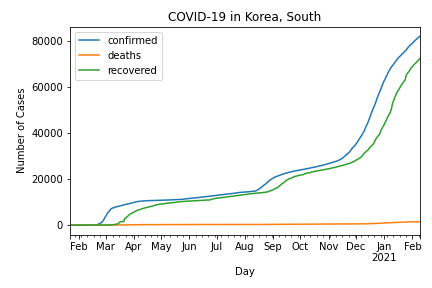 COVID-19 in Korea, South
confirmed
deaths
recovered
Number of Cases
80000
60000
40000
20000
0
Feb Mar Apr May Jun Jul Aug Sep Oct Nov Dec Jan Feb
2021
Day